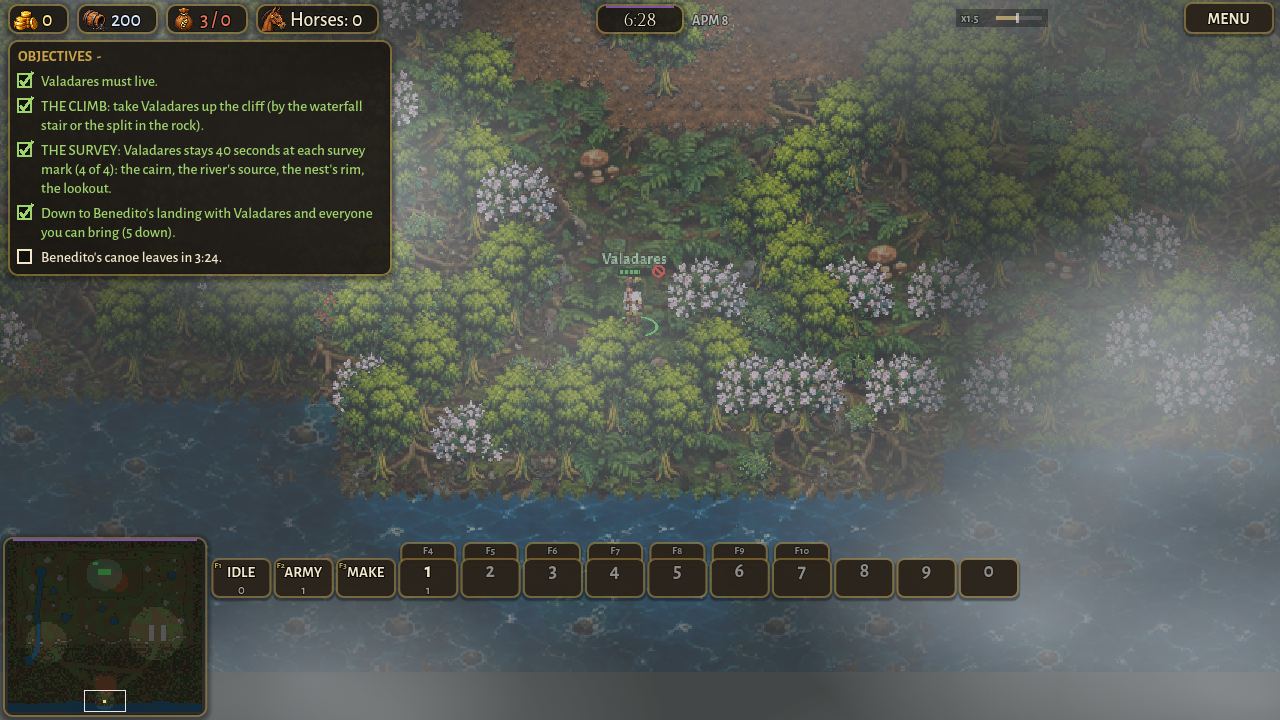 0
200
3 / 0
Horses: 0
6:28
APM 8
x1.5
MENU
OBJECTIVES -
Valadares must live.
THE CLIMB: take Valadares up the cliff (by the waterfall
stair or the split in the rock).
THE SURVEY: Valadares stays 40 seconds at each survey
mark (4 of 4): the cairn, the river's source, the nest's rim,
the lookout.
Down to Benedito's landing with Valadares and everyone
you can bring (5 down).
Benedito's canoe leaves in 3:24.
Valadares
F4 F5 F6 F7 F8 F9 F10
F1 IDLE F2 ARMY F3 MAKE 1 2 3 4 5 6 7 8 9 0
0 1 1